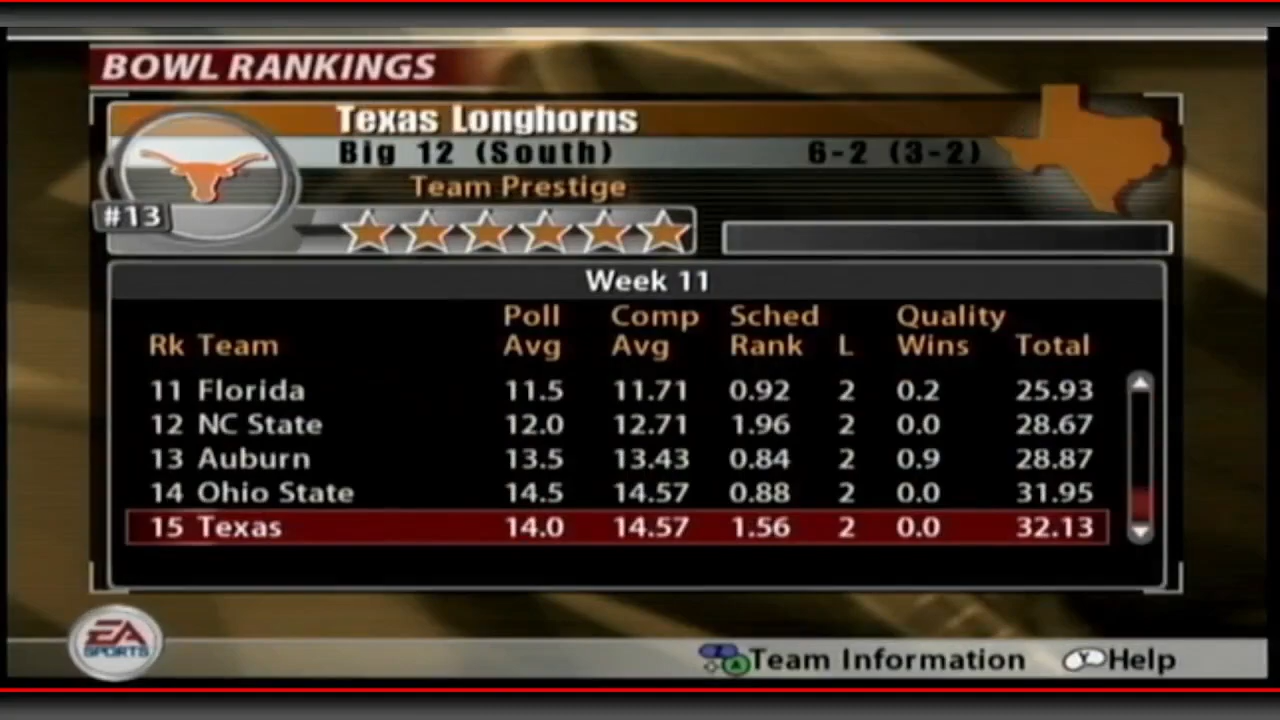 BOWL RANKINGS
Texas Longhorns
Big 12 (South) 6-2 (3-2)
Team Prestige
#13
Week 11
Poll Comp Sched Quality
Rk Team Avg Avg Rank L Wins Total
11 Florida 11.5 11.71 0.92 2 0.2 25.93
12 NC State 12.0 12.71 1.96 2 0.0 28.67
13 Auburn 13.5 13.43 0.84 2 0.9 28.87
14 Ohio State 14.5 14.57 0.88 2 0.0 31.95
15 Texas 14.0 14.57 1.56 2 0.0 32.13
EA
SPORTS
A Team Information Y Help